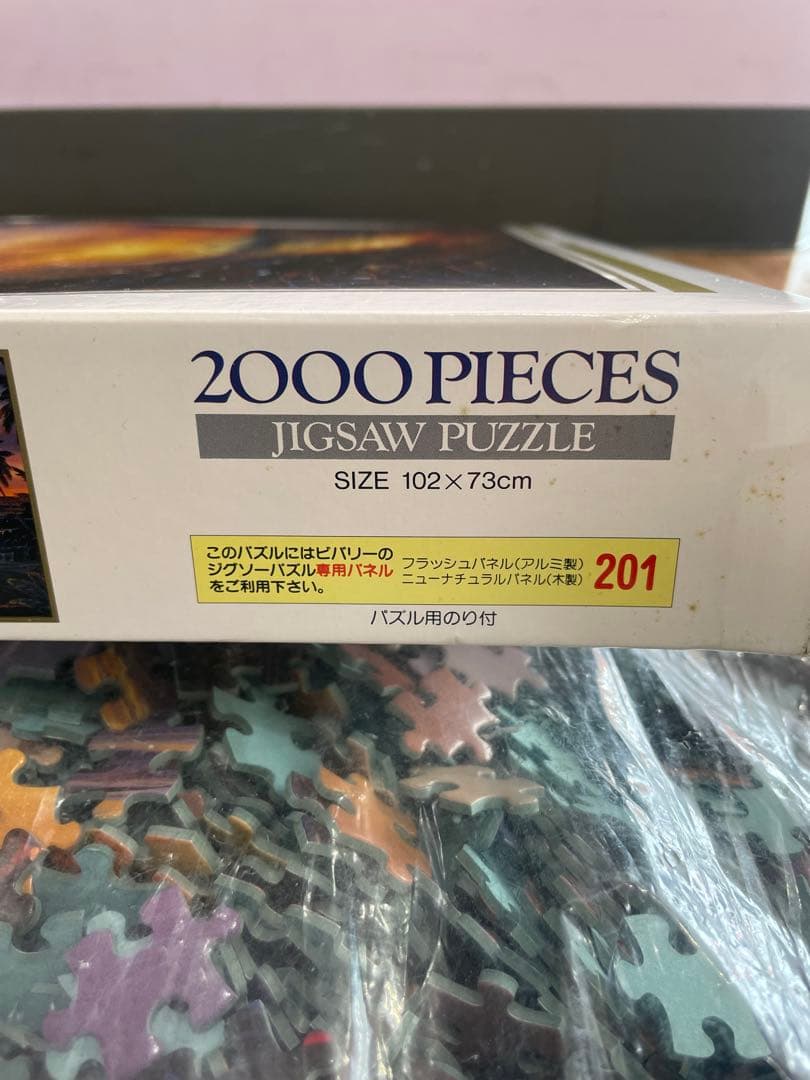 2000 PIECES
JIGSAW PUZZLE
SIZE 102×73cm
このパズルにはビバリーの
ジグソーパズル専用パネル
をご利用下さい。
フラッシュパネル(アルミ製)
ニューナチュラルパネル(木製)
201
パズル用のり付